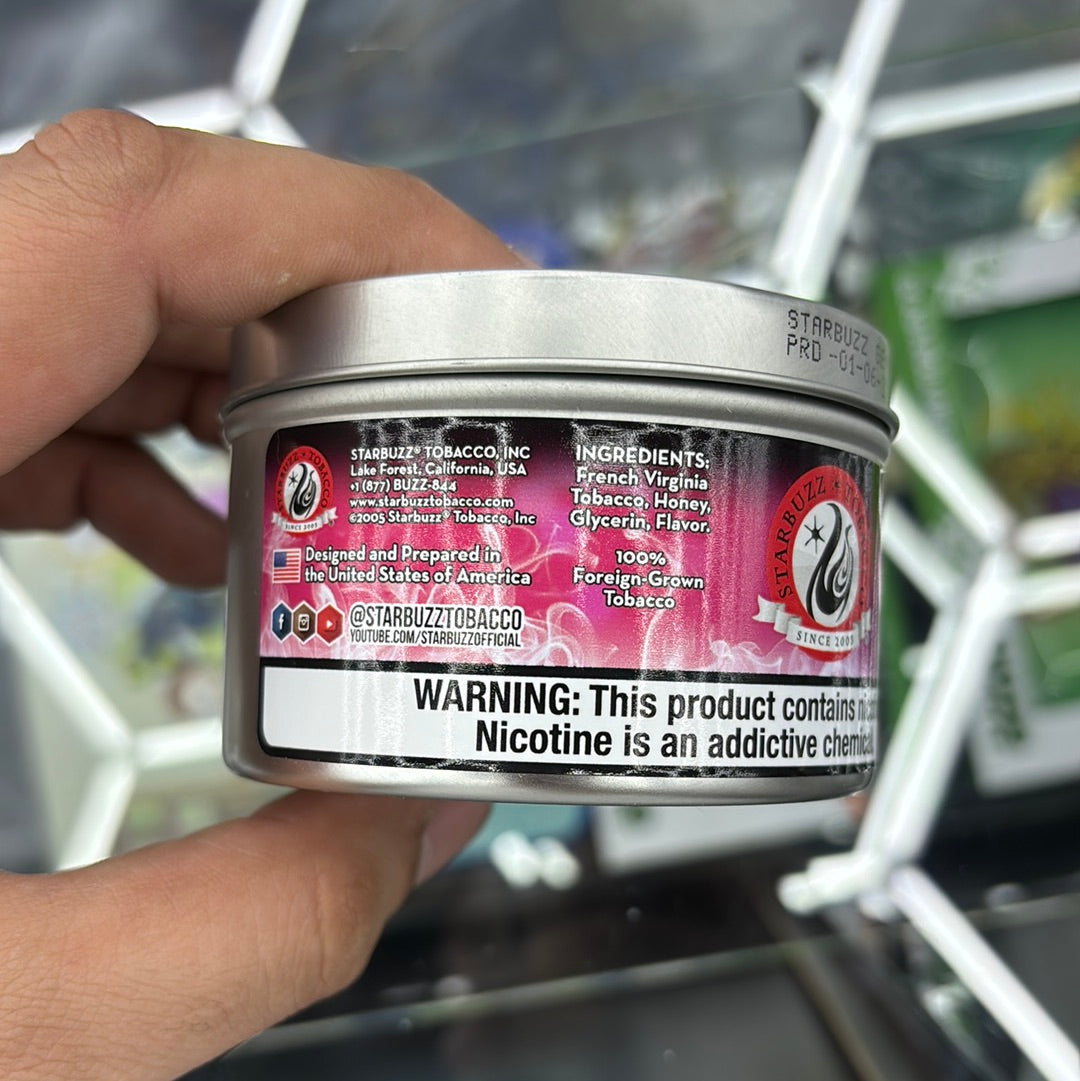 STARBUZZ
PRD -01-06-
STARBUZZ TOBACCO
SINCE 2005
STARBUZZ® TOBACCO, INC
Lake Forest, California, USA
+1 (877) BUZZ-844
www.starbuzztobacco.com
©2005 Starbuzz® Tobacco, Inc
Designed and Prepared in
the United States of America
@STARBUZZTOBACCO
YOUTUBE.COM/STARBUZZOFFICIAL
INGREDIENTS:
French Virginia
Tobacco, Honey,
Glycerin, Flavor.
100%
Foreign-Grown
Tobacco
STARBUZZ
SINCE 2005
WARNING: This product contains
Nicotine is an addictive chemical